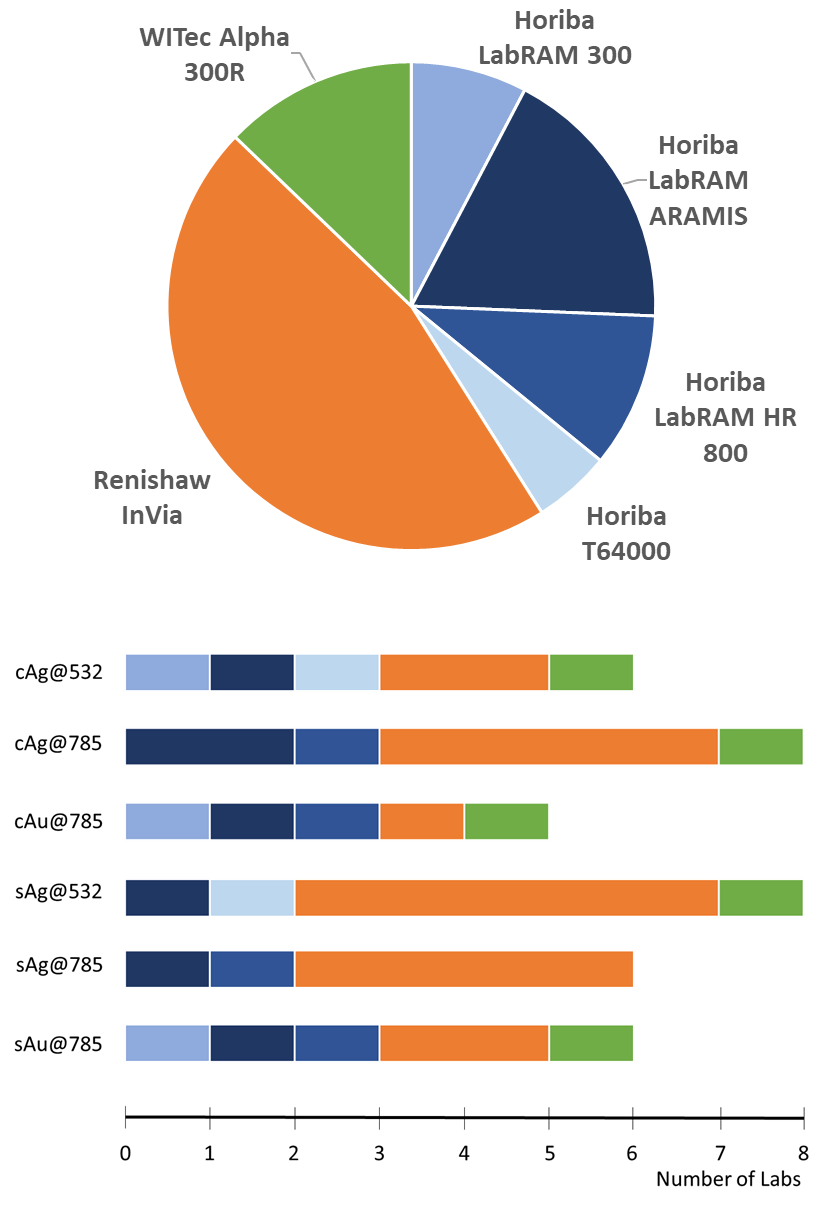 Horiba
LabRAM 300
WITec Alpha
300R
Horiba
LabRAM
ARAMIS
Horiba
LabRAM HR
800
Renishaw
InVia
Horiba
T64000
cAg@532
cAg@785
cAu@785
sAg@532
sAg@785
sAu@785
0 1 2 3 4 5 6 7 8
Number of Labs